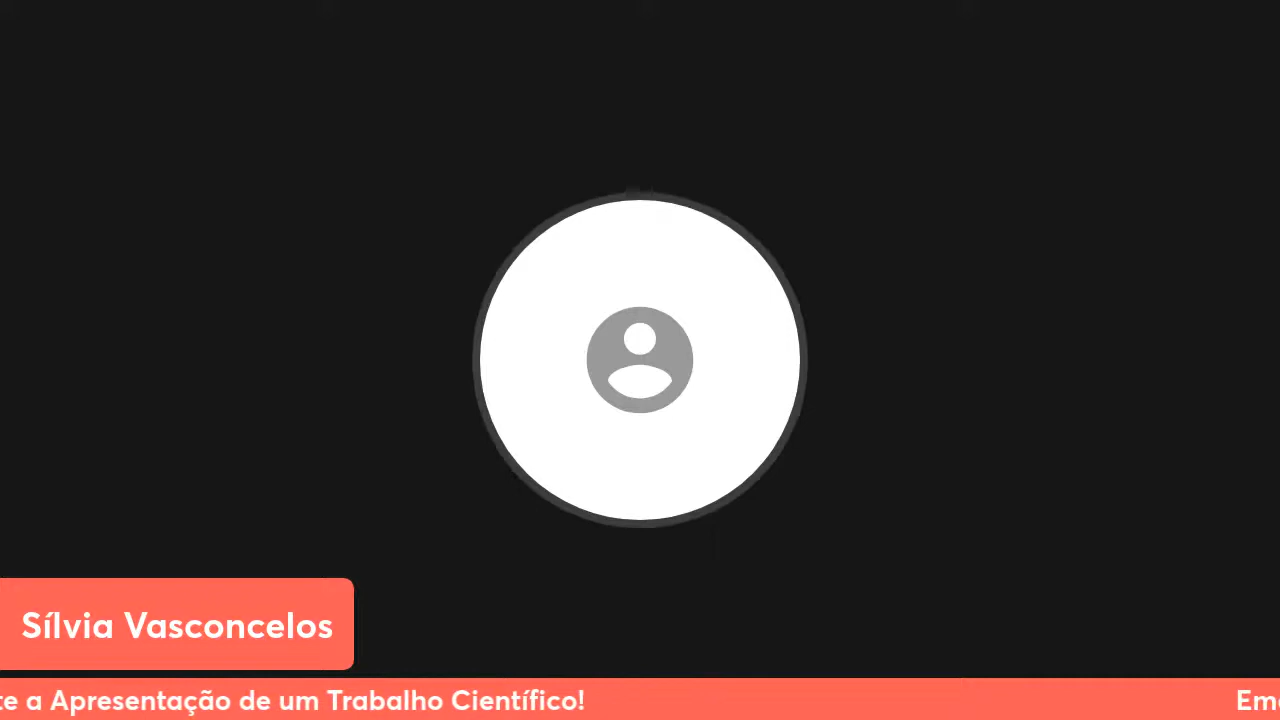 Sílvia Vasconcelos
a Apresentação de um Trabalho Científico!